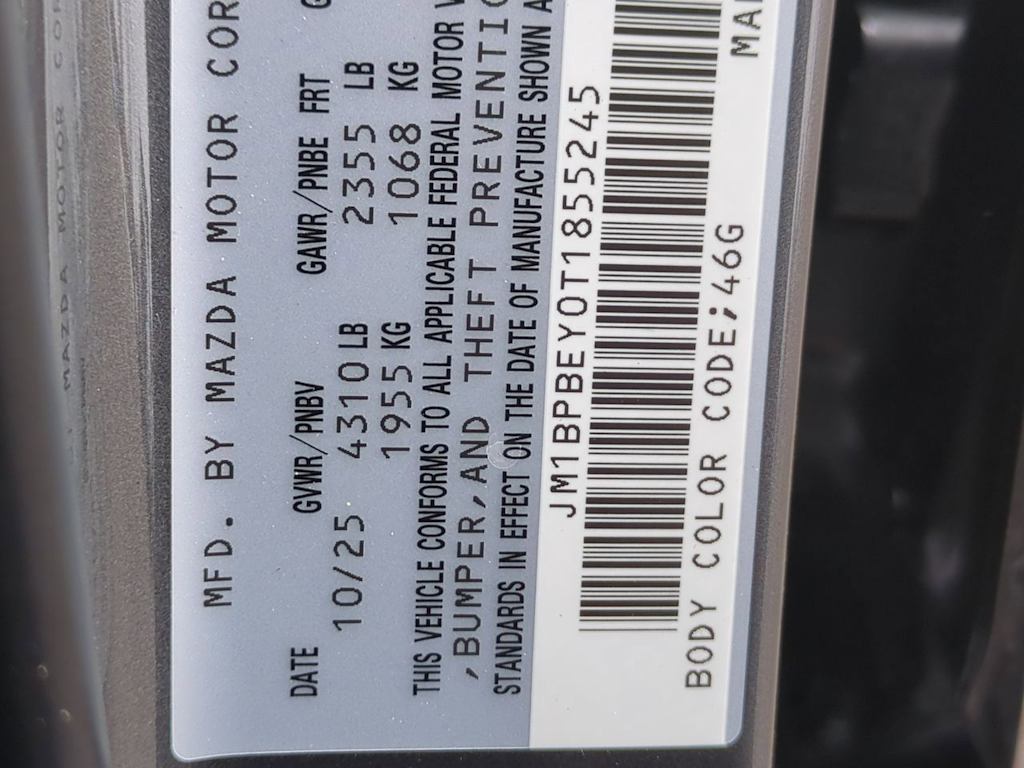 MFD. BY MAZDA MOTOR COR
DATE GVWR/PNBV GAWR/PNBE FRT G
10/25 4310 LB 2355 LB
1955 KG 1068 KG
THIS VEHICLE CONFORMS TO ALL APPLICABLE FEDERAL MOTOR V
,BUMPER,AND THEFT PREVENTIO
STANDARDS IN EFFECT ON THE DATE OF MANUFACTURE SHOWN A
JM1BPBEY0T1855245
BODY COLOR CODE;46G MA